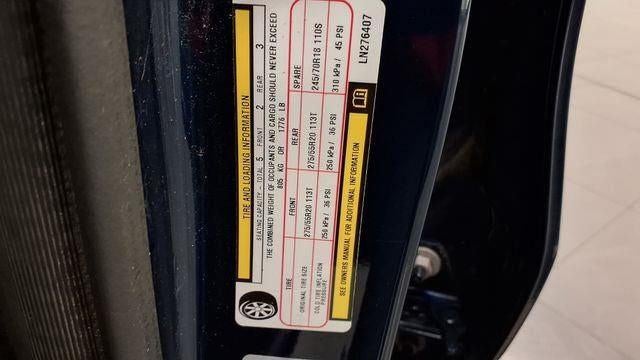 TIRE AND LOADING INFORMATION
SEATING CAPACITY - TOTAL 5 FRONT 2 REAR 3
THE COMBINED WEIGHT OF OCCUPANTS AND CARGO SHOULD NEVER EXCEED
805 KG OR 1776 LB
TIRE FRONT REAR SPARE
ORIGINAL TIRE SIZE 275/55R20 113T 275/55R20 113T 245/70R18 110S
COLD TIRE INFLATION PRESSURE 250 kPa / 36 PSI 250 kPa / 36 PSI 310 kPa / 45 PSI
SEE OWNERS MANUAL FOR ADDITIONAL INFORMATION
LN276407